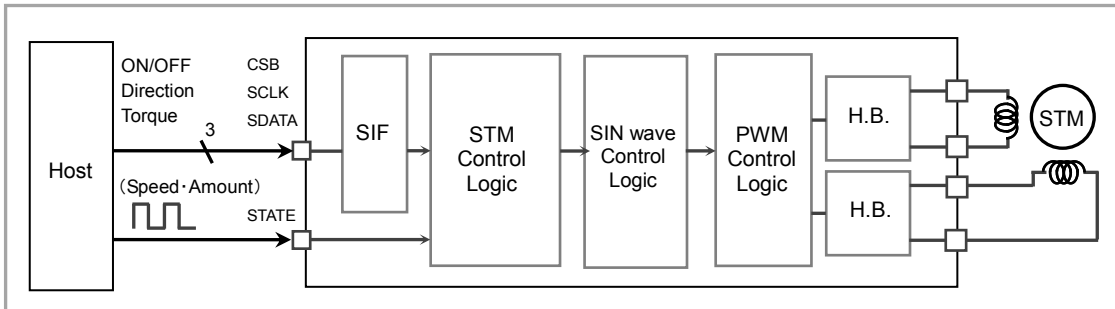 Host
ON/OFF
Direction
Torque
3
(Speed・Amount)
CSB
SCLK
SDATA
STATE
SIF
STM
Control
Logic
SIN wave
Control
Logic
PWM
Control
Logic
H.B.
H.B.
STM